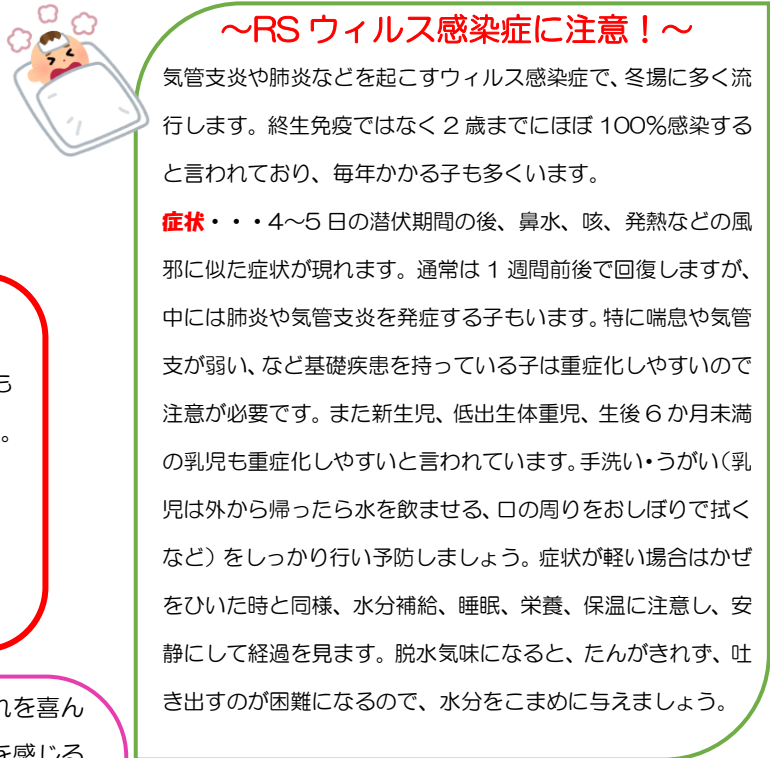 ～RSウィルス感染症に注意！～
気管支炎や肺炎などを起こすウィルス感染症で、冬場に多く流
行します。終生免疫ではなく2歳までにほぼ100%感染する
と言われており、毎年かかる子も多くいます。
症状・・・4～5日の潜伏期間の後、鼻水、咳、発熱などの風
邪に似た症状が現れます。通常は1週間前後で回復しますが、
中には肺炎や気管支炎を発症する子もいます。特に喘息や気管
支が弱い、など基礎疾患を持っている子は重症化しやすいので
注意が必要です。また新生児、低出生体重児、生後6か月未満
の乳児も重症化しやすいと言われています。手洗い・うがい（乳
児は外から帰ったら水を飲ませる、口の周りをおしぼりで拭く
など）をしっかり行い予防しましょう。症状が軽い場合はかぜ
をひいた時と同様、水分補給、睡眠、栄養、保温に注意し、安
静にして経過を見ます。脱水気味になると、たんがきれず、吐
き出すのが困難になるので、水分をこまめに与えましょう。
も
。
れを喜ん
を感じる